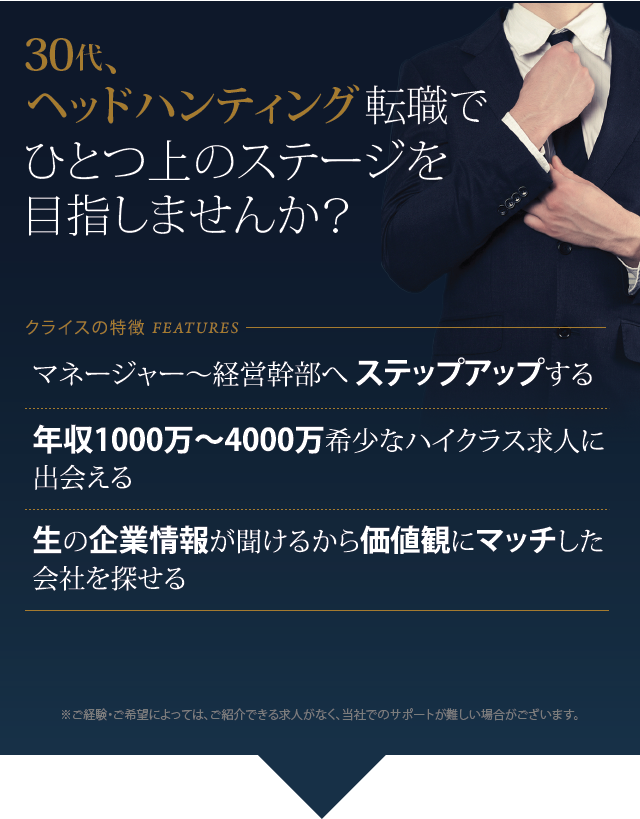 30代、
ヘッドハンティング転職で
ひとつ上のステージを
目指しませんか？
クライスの特徴 FEATURES
マネージャー〜経営幹部へ ステップアップする
年収1000万〜4000万希少なハイクラス求人に
出会える
生の企業情報が聞けるから価値観にマッチした
会社を探せる
※ご経験・ご希望によっては、ご紹介できる求人がなく、当社でのサポートが難しい場合がございます。